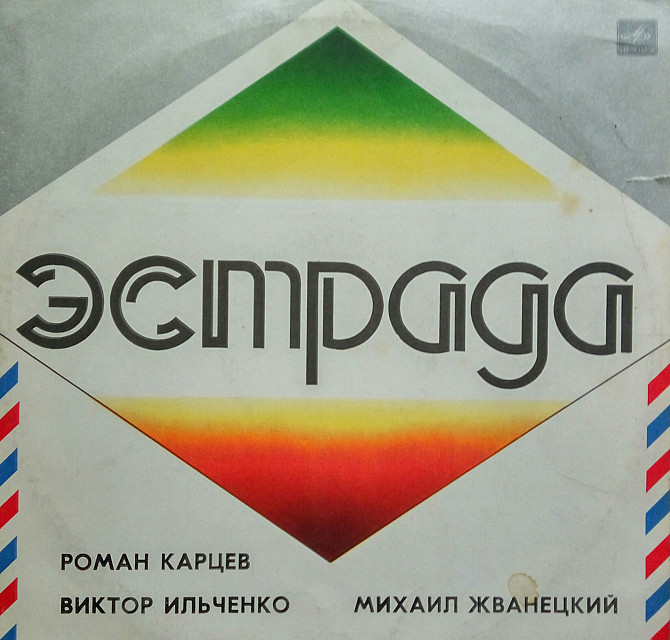 эстрада
РОМАН КАРЦЕВ
ВИКТОР ИЛЬЧЕНКО МИХАИЛ ЖВАНЕЦКИЙ